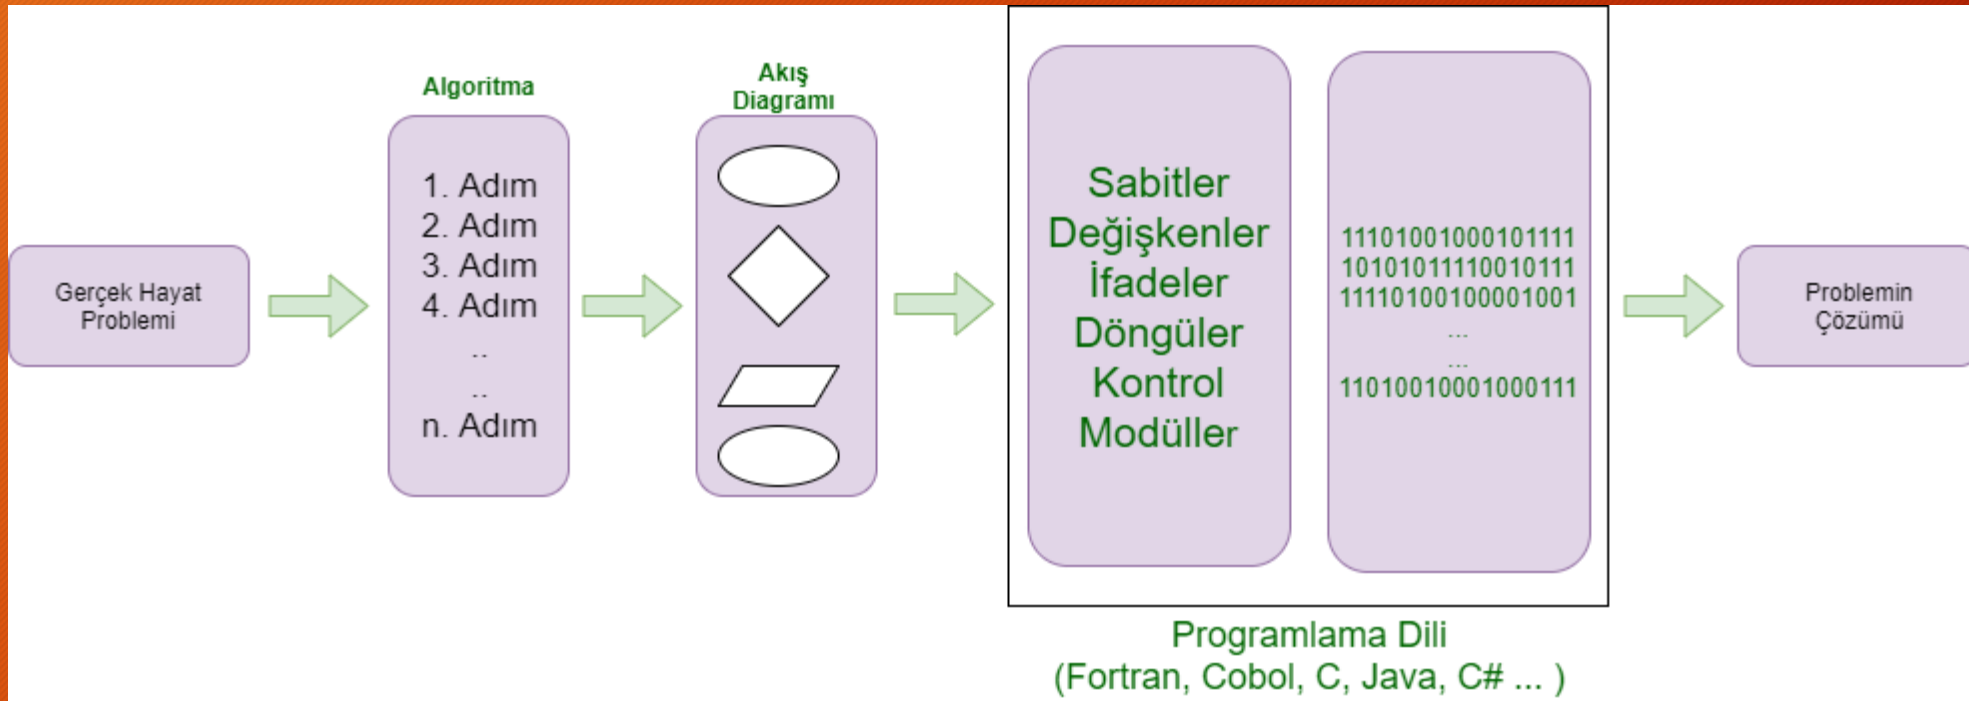 Gerçek Hayat
Problemi
Algoritma
1. Adım
2. Adım
3. Adım
4. Adım
..
..
n. Adım
Akış
Diagramı
Sabitler
Değişkenler
İfadeler
Döngüler
Kontrol
Modüller
11101001000101111
10101011110010111
11110100100001001
...
...
11010010001000111
Programlama Dili
(Fortran, Cobol, C, Java, C# ... )
Problemin
Çözümü